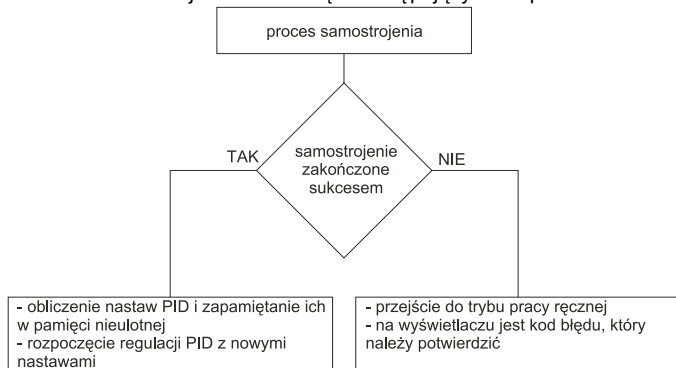 proces samostrojenia
samostrojenie
zakończone
sukcesem
TAK
NIE
- obliczenie nastaw PID i zapamiętanie ich
w pamięci nieulotnej
- rozpoczęcie regulacji PID z nowymi
nastawami
- przejście do trybu pracy ręcznej
- na wyświetlaczu jest kod błędu, który
należy potwierdzić